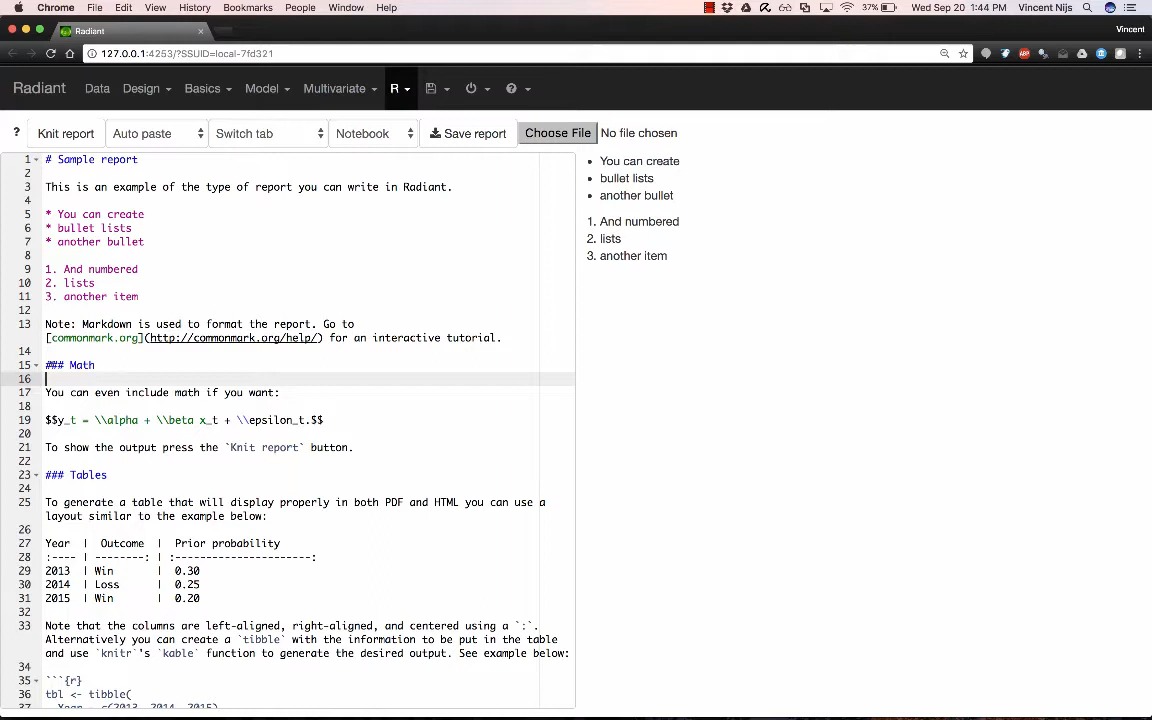 Chrome File Edit View History Bookmarks People Window Help 37% Wed Sep 20 1:44 PM Vincent Nijs
Radiant Vincent
127.0.0.1:4253/?SSUID=local-7fd321
Radiant Data Design Basics Model Multivariate R
? Knit report Auto paste Switch tab Notebook Save report Choose File No file chosen
1 # Sample report
2
3 This is an example of the type of report you can write in Radiant.
4
5 * You can create
6 * bullet lists
7 * another bullet
8
9 1. And numbered
10 2. lists
11 3. another item
12
13 Note: Markdown is used to format the report. Go to
[commonmark.org](http://commonmark.org/help/) for an interactive tutorial.
14
15 ### Math
16
17 You can even include math if you want:
18
19 $$y_t = \\alpha + \\beta x_t + \\epsilon_t.$$
20
21 To show the output press the `Knit report` button.
22
23 ### Tables
24
25 To generate a table that will display properly in both PDF and HTML you can use a
layout similar to the example below:
26
27 Year | Outcome | Prior probability
28 :---- | --------: | :----------------------:
29 2013 | Win | 0.30
30 2014 | Loss | 0.25
31 2015 | Win | 0.20
32
33 Note that the columns are left-aligned, right-aligned, and centered using a `:`.
Alternatively you can create a `tibble` with the information to be put in the table
and use `knitr`'s `kable` function to generate the desired output. See example below:
34
35 ```{r}
36 tbl <- tibble(
37 Year = c(2013, 2014, 2015),
• You can create
• bullet lists
• another bullet
1. And numbered
2. lists
3. another item